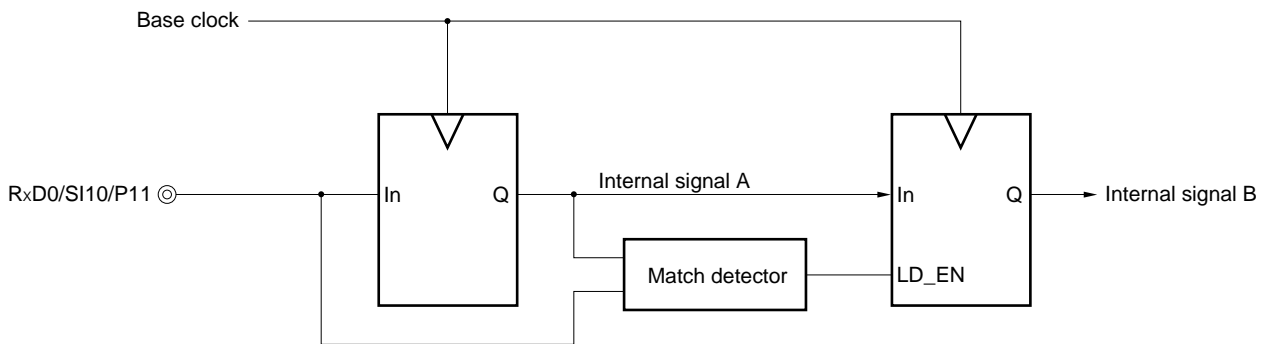 Base clock
RxD0/SI10/P11
In
Q
Internal signal A
In
Q
Internal signal B
Match detector
LD_EN